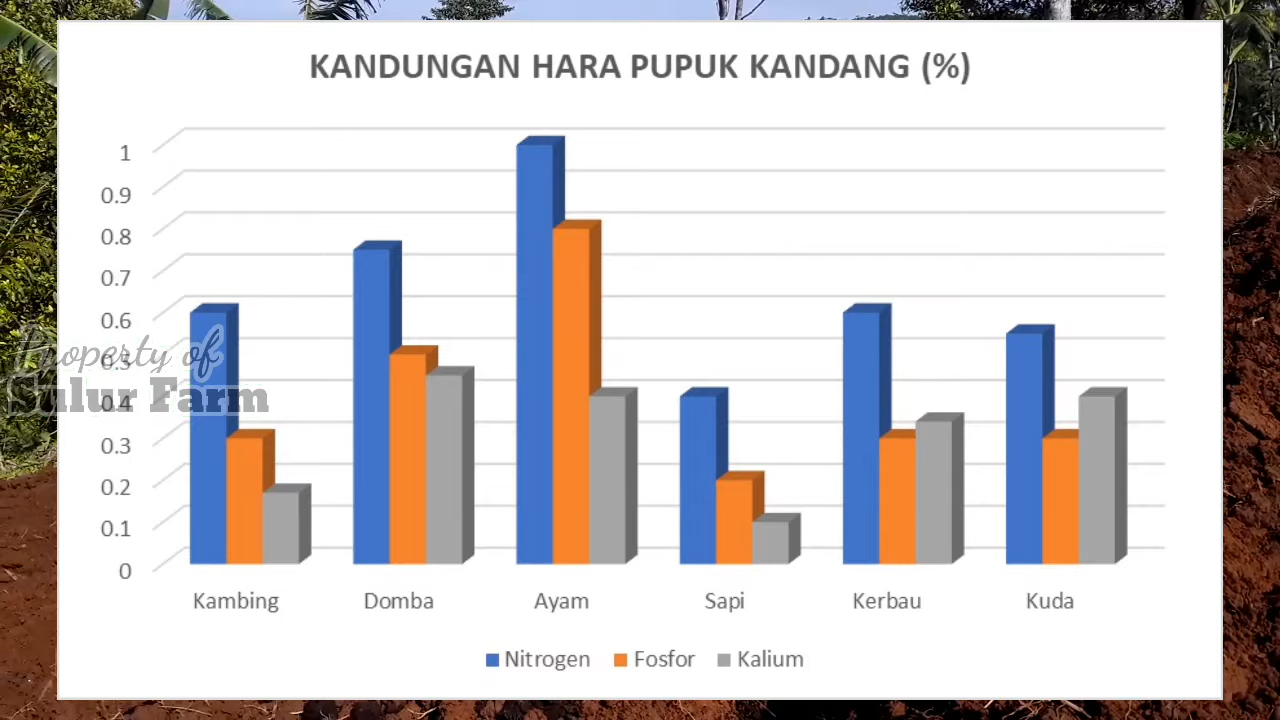 KANDUNGAN HARA PUPUK KANDANG (%)
1
0.9
0.8
0.7
0.6
0.5
0.4
0.3
0.2
0.1
0
Property of
Sulur Farm
Kambing Domba Ayam Sapi Kerbau Kuda
Nitrogen Fosfor Kalium